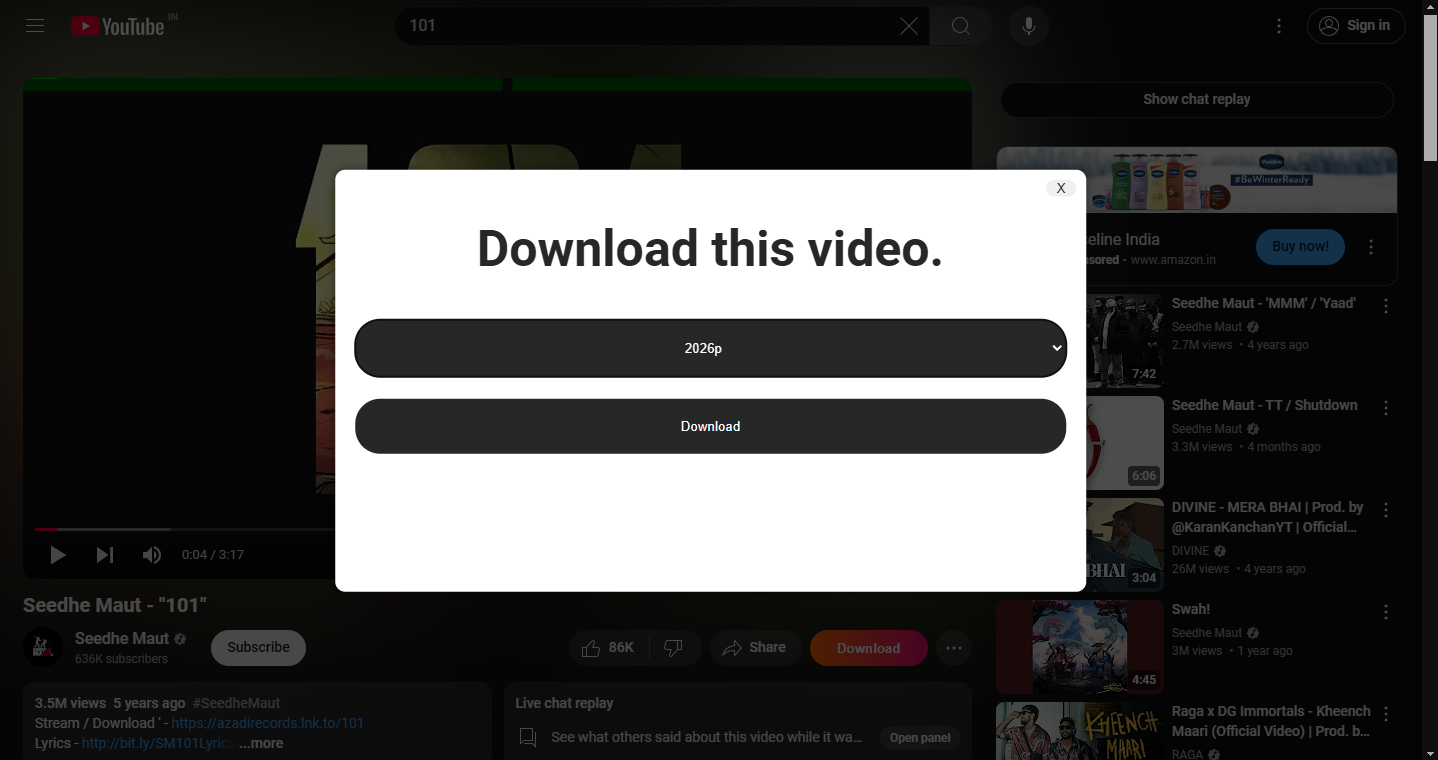 YouTube IN
101
Sign in
Show chat replay
Vaseline
#BeWinterReady
eline India
sored · www.amazon.in
Buy now!
X
Download this video.
2026p
Download
0:04 / 3:17
Seedhe Maut - "101"
Seedhe Maut
636K subscribers
Subscribe
86K
Share
Download
3.5M views 5 years ago #SeedheMaut
Stream / Download ' - https://azadirecords.lnk.to/101
Lyrics - http://bit.ly/SM101Lyrics ...more
Live chat replay
See what others said about this video while it wa...
Open panel
Seedhe Maut - 'MMM' / 'Yaad'
Seedhe Maut
2.7M views • 4 years ago
7:42
Seedhe Maut - TT / Shutdown
Seedhe Maut
3.3M views • 4 months ago
6:06
DIVINE - MERA BHAI | Prod. by
@KaranKanchanYT | Official...
DIVINE
26M views • 4 years ago
BHAI
3:04
Swah!
Seedhe Maut
3M views • 1 year ago
4:45
Raga x DG Immortals - Kheench
Maari (Official Video) | Prod. b...
RAGA
KHEENCH
MAARI